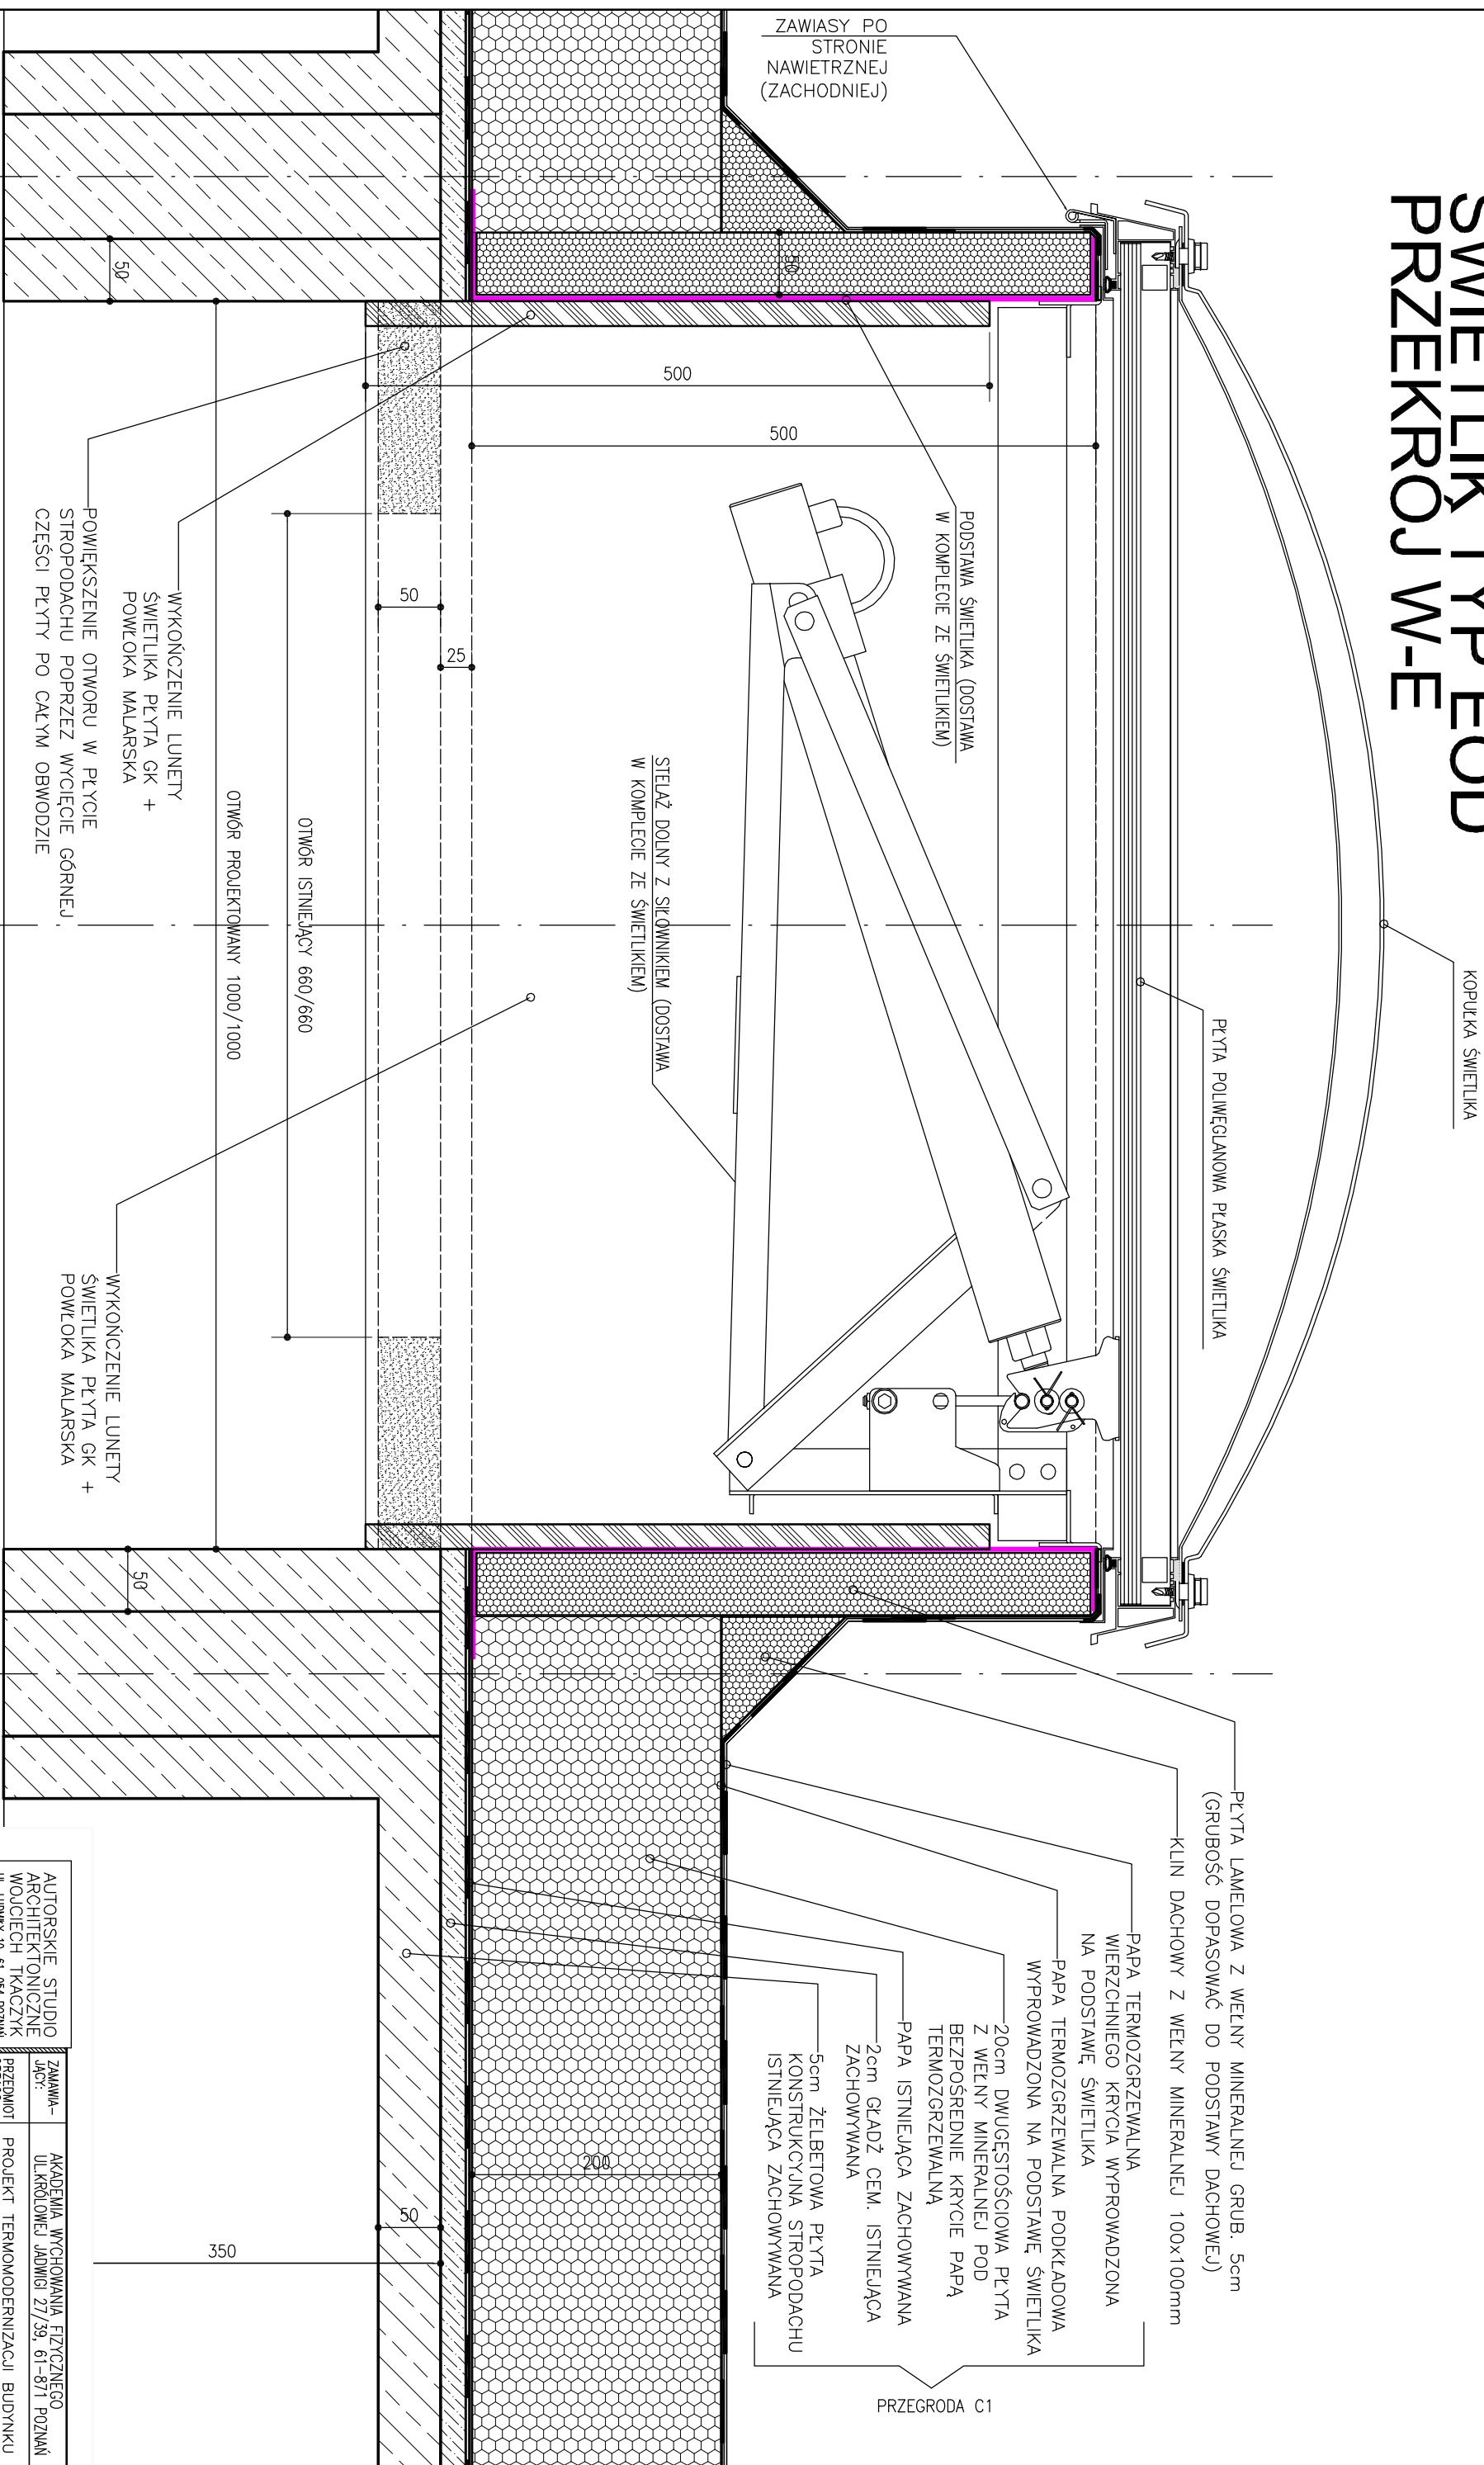 ŚWIETLIK TYP EOD
PRZEKRÓJ W-E
KOPUŁKA ŚWIETLIKA
PŁYTA POLIWĘGLANOWA PŁASKA ŚWIETLIKA
ZAWIASY PO
STRONIE
NAWIETRZNEJ
(ZACHODNIEJ)
PODSTAWA ŚWIETLIKA (DOSTAWA
W KOMPLECIE ZE ŚWIETLIKIEM)
STELAŻ DOLNY Z SIŁOWNIKIEM (DOSTAWA
W KOMPLECIE ZE ŚWIETLIKIEM)
500
500
50
50
50
25
OTWÓR ISTNIEJĄCY 660/660
OTWÓR PROJEKTOWANY 1000/1000
WYKOŃCZENIE LUNETY
ŚWIETLIKA PŁYTA GK +
POWŁOKA MALARSKA
POWIĘKSZENIE OTWORU W PŁYCIE
STROPODACHU POPRZEZ WYCIĘCIE GÓRNEJ
CZĘŚCI PŁYTY PO CAŁYM OBWODZIE
WYKOŃCZENIE LUNETY
ŚWIETLIKA PŁYTA GK +
POWŁOKA MALARSKA
50
PŁYTA LAMELOWA Z WEŁNY MINERALNEJ GRUB. 5cm
(GRUBOŚĆ DOPASOWAĆ DO PODSTAWY DACHOWEJ)
KLIN DACHOWY Z WEŁNY MINERALNEJ 100x100mm
PAPA TERMOZGRZEWALNA
WIERZCHNIEGO KRYCIA WYPROWADZONA
NA PODSTAWĘ ŚWIETLIKA
PAPA TERMOZGRZEWALNA PODKŁADOWA
WYPROWADZONA NA PODSTAWĘ ŚWIETLIKA
20cm DWUGĘSTOŚCIOWA PŁYTA
Z WEŁNY MINERALNEJ POD
BEZPOŚREDNIE KRYCIE PAPĄ
TERMOZGRZEWALNĄ
PAPA ISTNIEJĄCA ZACHOWYWANA
2cm GŁADŹ CEM. ISTNIEJĄCA
ZACHOWYWANA
5cm ŻELBETOWA PŁYTA
KONSTRUKCYJNA STROPODACHU
ISTNIEJĄCA ZACHOWYWANA
PRZEGRODA C1
200
50
350
AUTORSKIE STUDIO
ARCHITEKTONICZNE
WOJCIECH TKACZYK
ZAMAWIA-
JĄCY:
AKADEMIA WYCHOWANIA FIZYCZNEGO
UL.KRÓLOWEJ JADWIGI 27/39, 61-871 POZNAŃ
PRZEDMIOT
PROJEKT TERMOMODERNIZACJI BUDYNKU